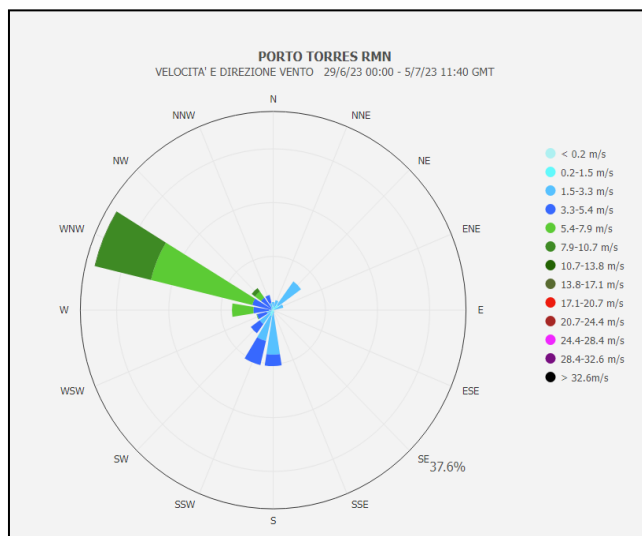 PORTO TORRES RMN
VELOCITA' E DIREZIONE VENTO 29/6/23 00:00 - 5/7/23 11:40 GMT
N
NNW
NNE
NW
NE
WNW
ENE
W
E
WSW
ESE
SW
SE
37.6%
SSW
SSE
S
< 0.2 m/s
0.2-1.5 m/s
1.5-3.3 m/s
3.3-5.4 m/s
5.4-7.9 m/s
7.9-10.7 m/s
10.7-13.8 m/s
13.8-17.1 m/s
17.1-20.7 m/s
20.7-24.4 m/s
24.4-28.4 m/s
28.4-32.6 m/s
> 32.6m/s